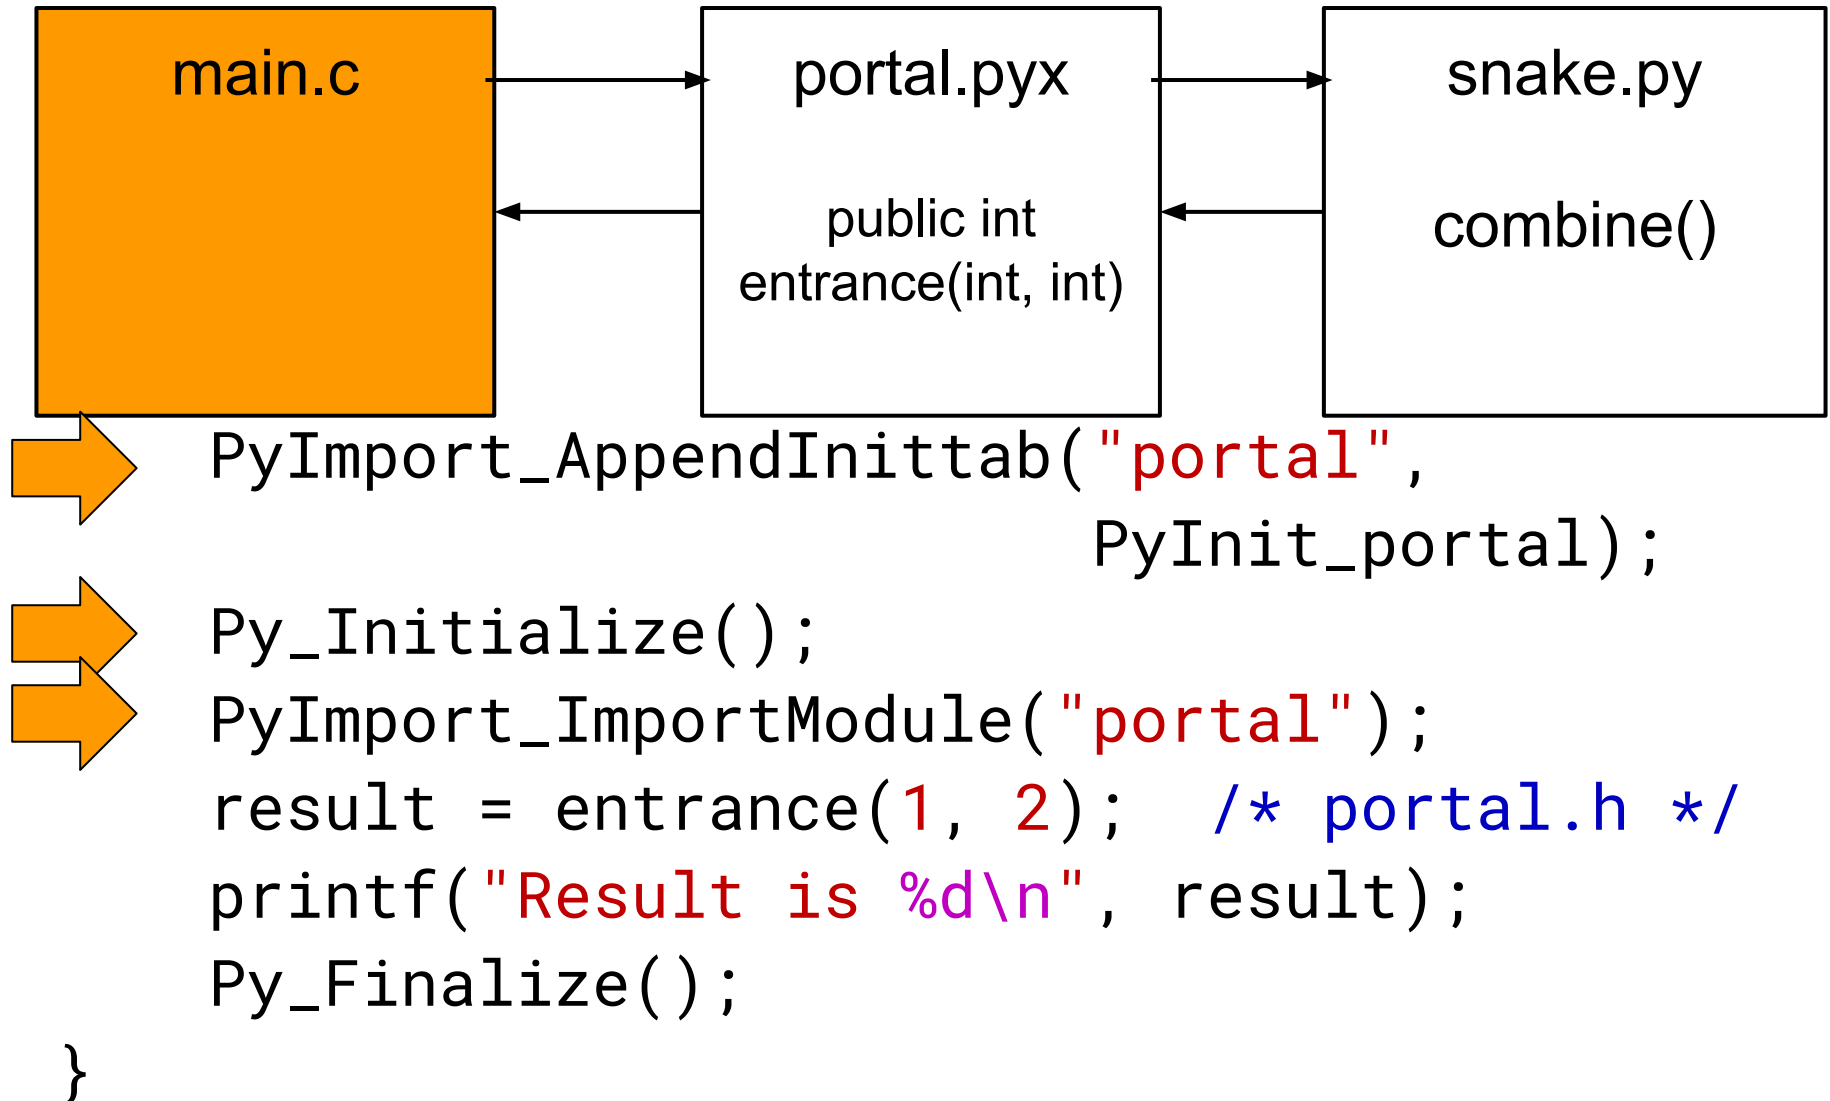 main.c
portal.pyx
public int
entrance(int, int)
snake.py
combine()
PyImport_AppendInittab("portal",
PyInit_portal);
Py_Initialize();
PyImport_ImportModule("portal");
result = entrance(1, 2);  /* portal.h */
printf("Result is %d\n", result);
Py_Finalize();
}